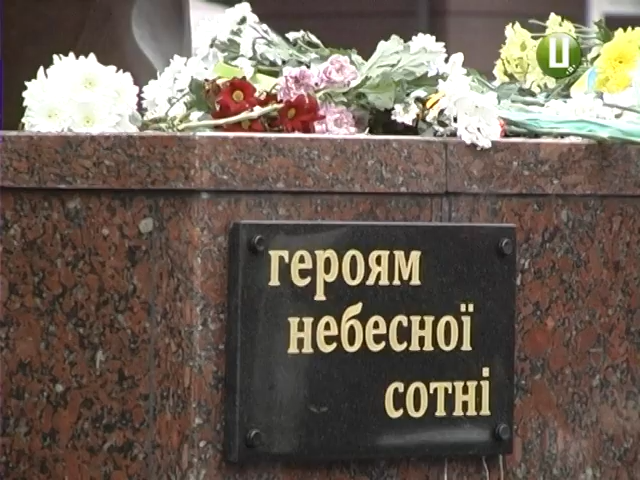 Ц
героям
небесної
сотні